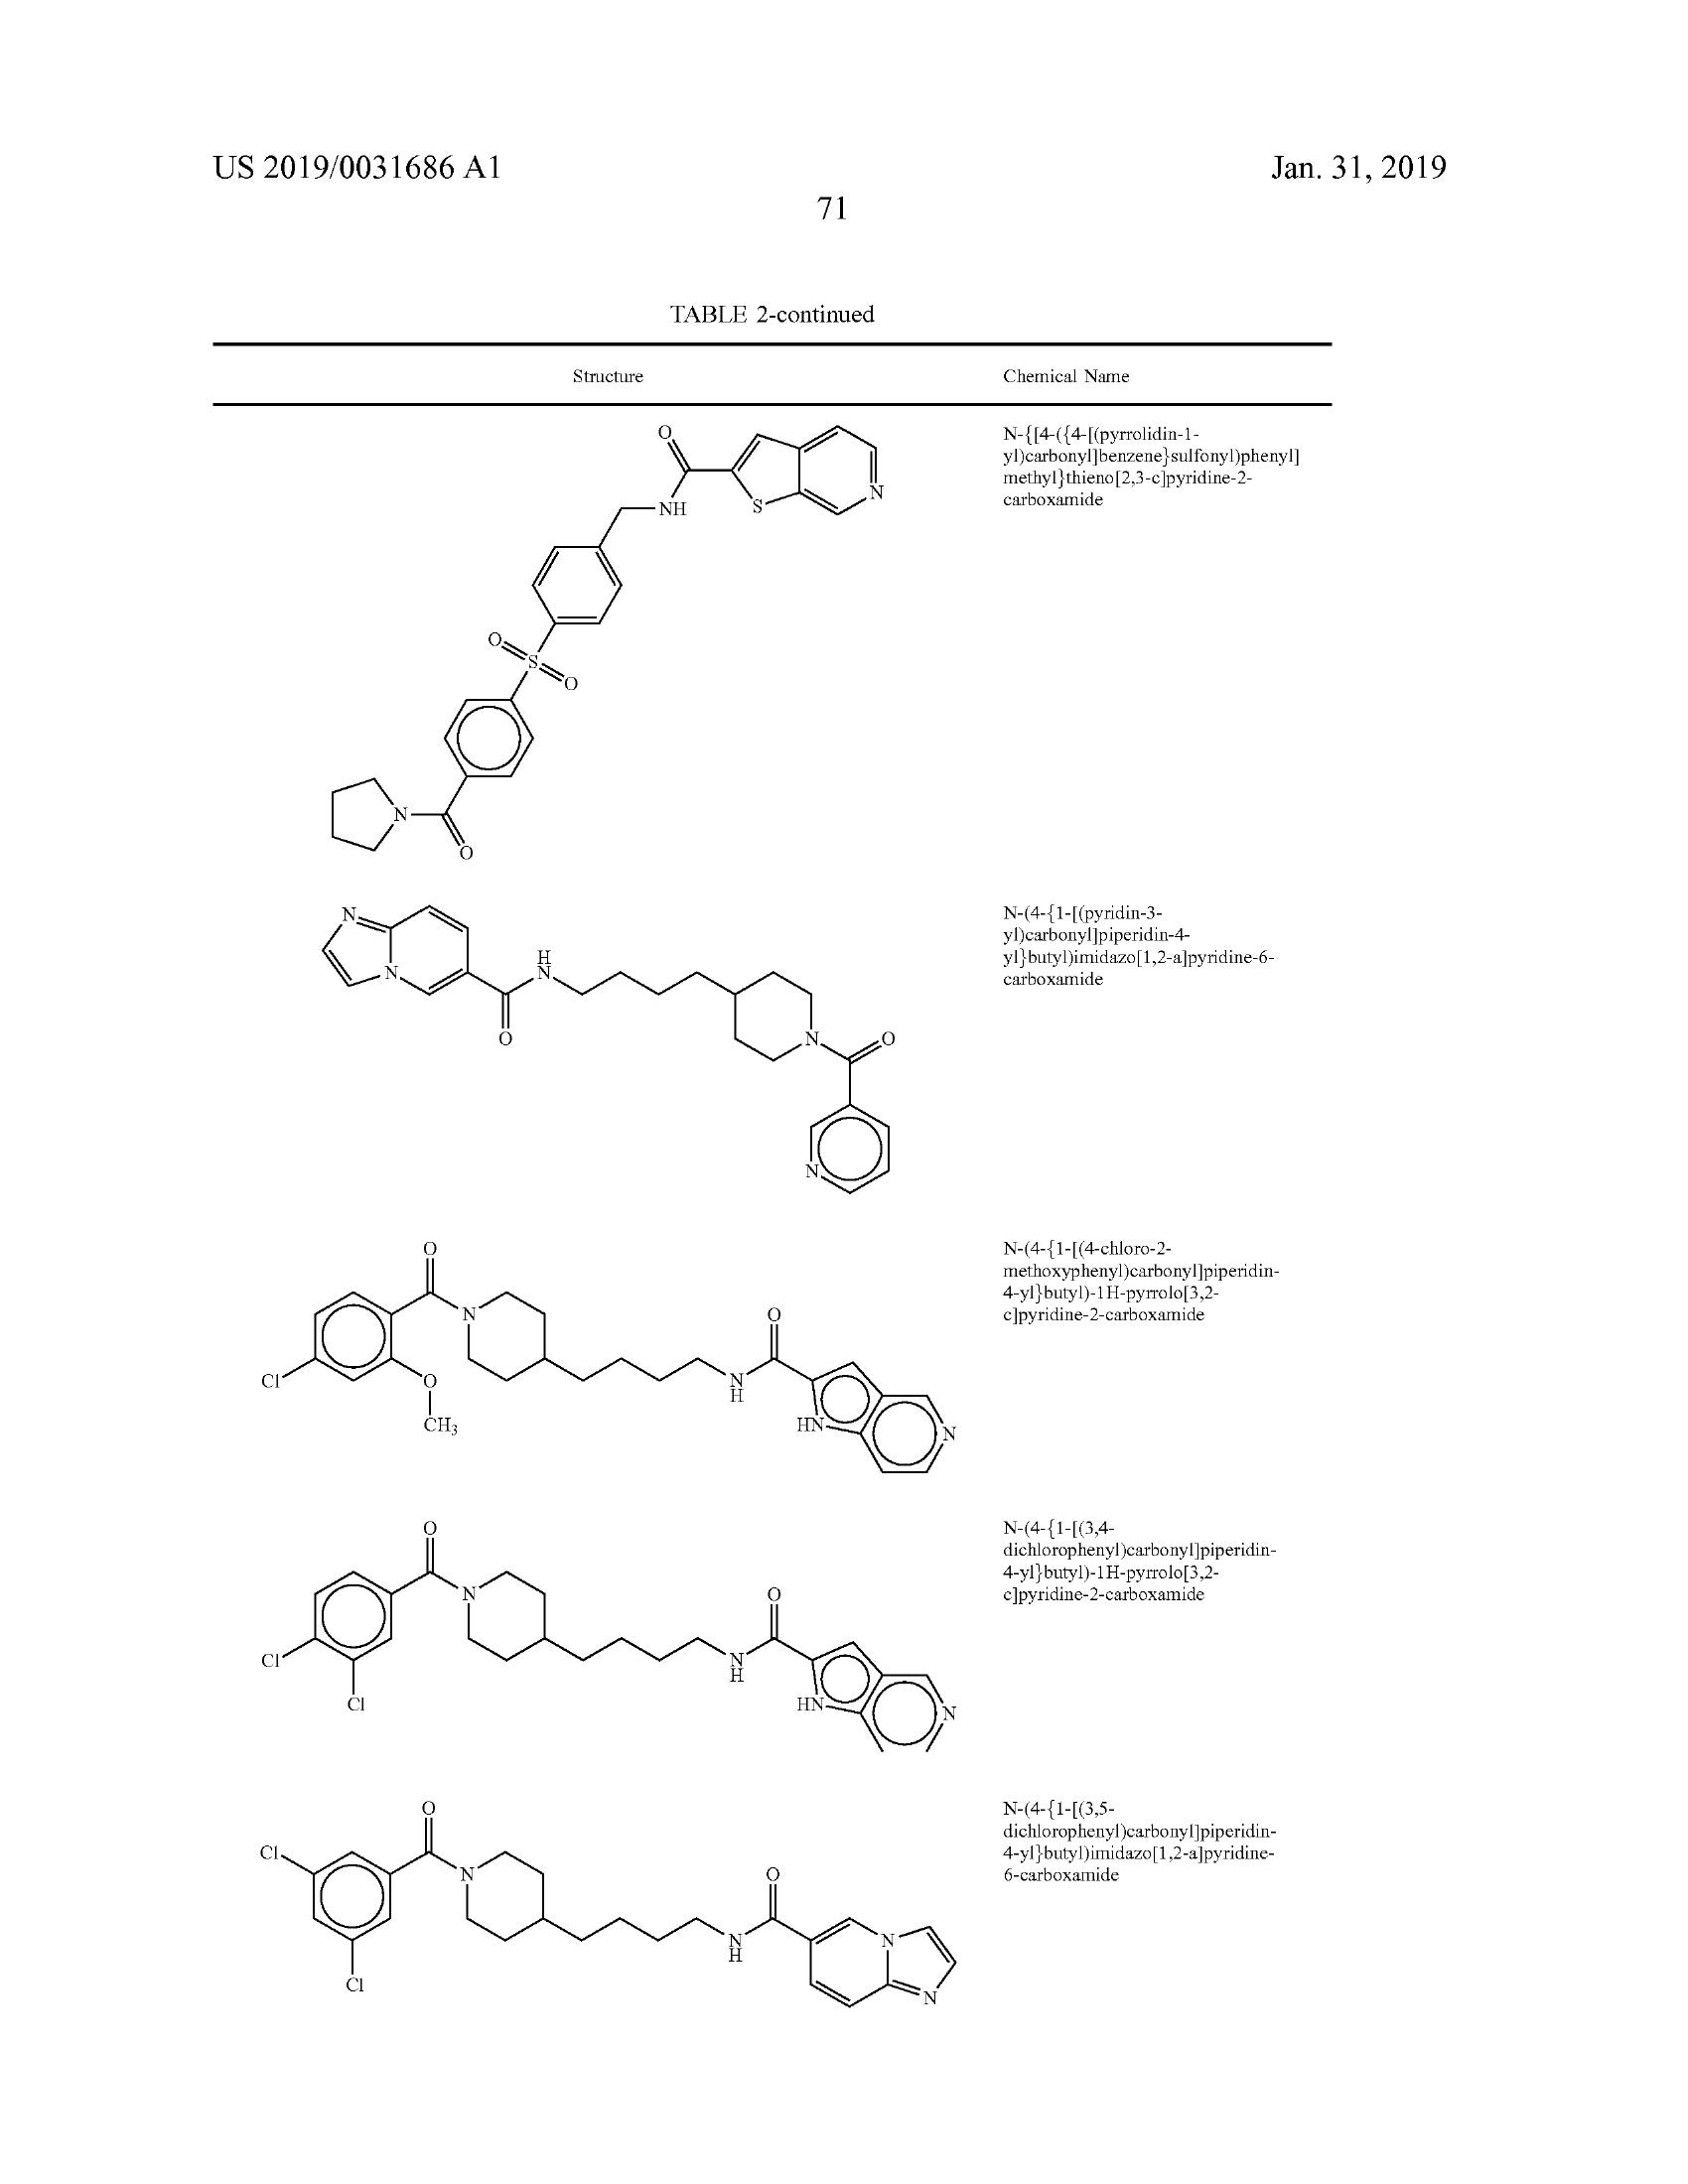 US 2019/0031686 A1
Jan. 31, 2019
71
TABLE 2-continued
Structure
Chemical Name
N-{[4-({4-[(pyrrolidin-1-
yl)carbonyl]benzene}sulfonyl)phenyl]
methyl}thieno[2,3-c]pyridine-2-
carboxamide
O
N
S
NH
O
S
O
N
O
N-(4-{1-[(pyridin-3-
yl)carbonyl]piperidin-4-
yl}butyl)imidazo[1,2-a]pyridine-6-
carboxamide
N
H
N
N
O
N
O
N
N-(4-{1-[(4-chloro-2-
methoxyphenyl)carbonyl]piperidin-
4-yl}butyl)-1H-pyrrolo[3,2-
c]pyridine-2-carboxamide
O
N
O
Cl
O
N
H
CH3
HN
N
N-(4-{1-[(3,4-
dichlorophenyl)carbonyl]piperidin-
4-yl}butyl)-1H-pyrrolo[3,2-
c]pyridine-2-carboxamide
O
N
O
Cl
N
H
Cl
HN
N
N-(4-{1-[(3,5-
dichlorophenyl)carbonyl]piperidin-
4-yl}butyl)imidazo[1,2-a]pyridine-
6-carboxamide
O
Cl
N
O
N
H
N
Cl
N